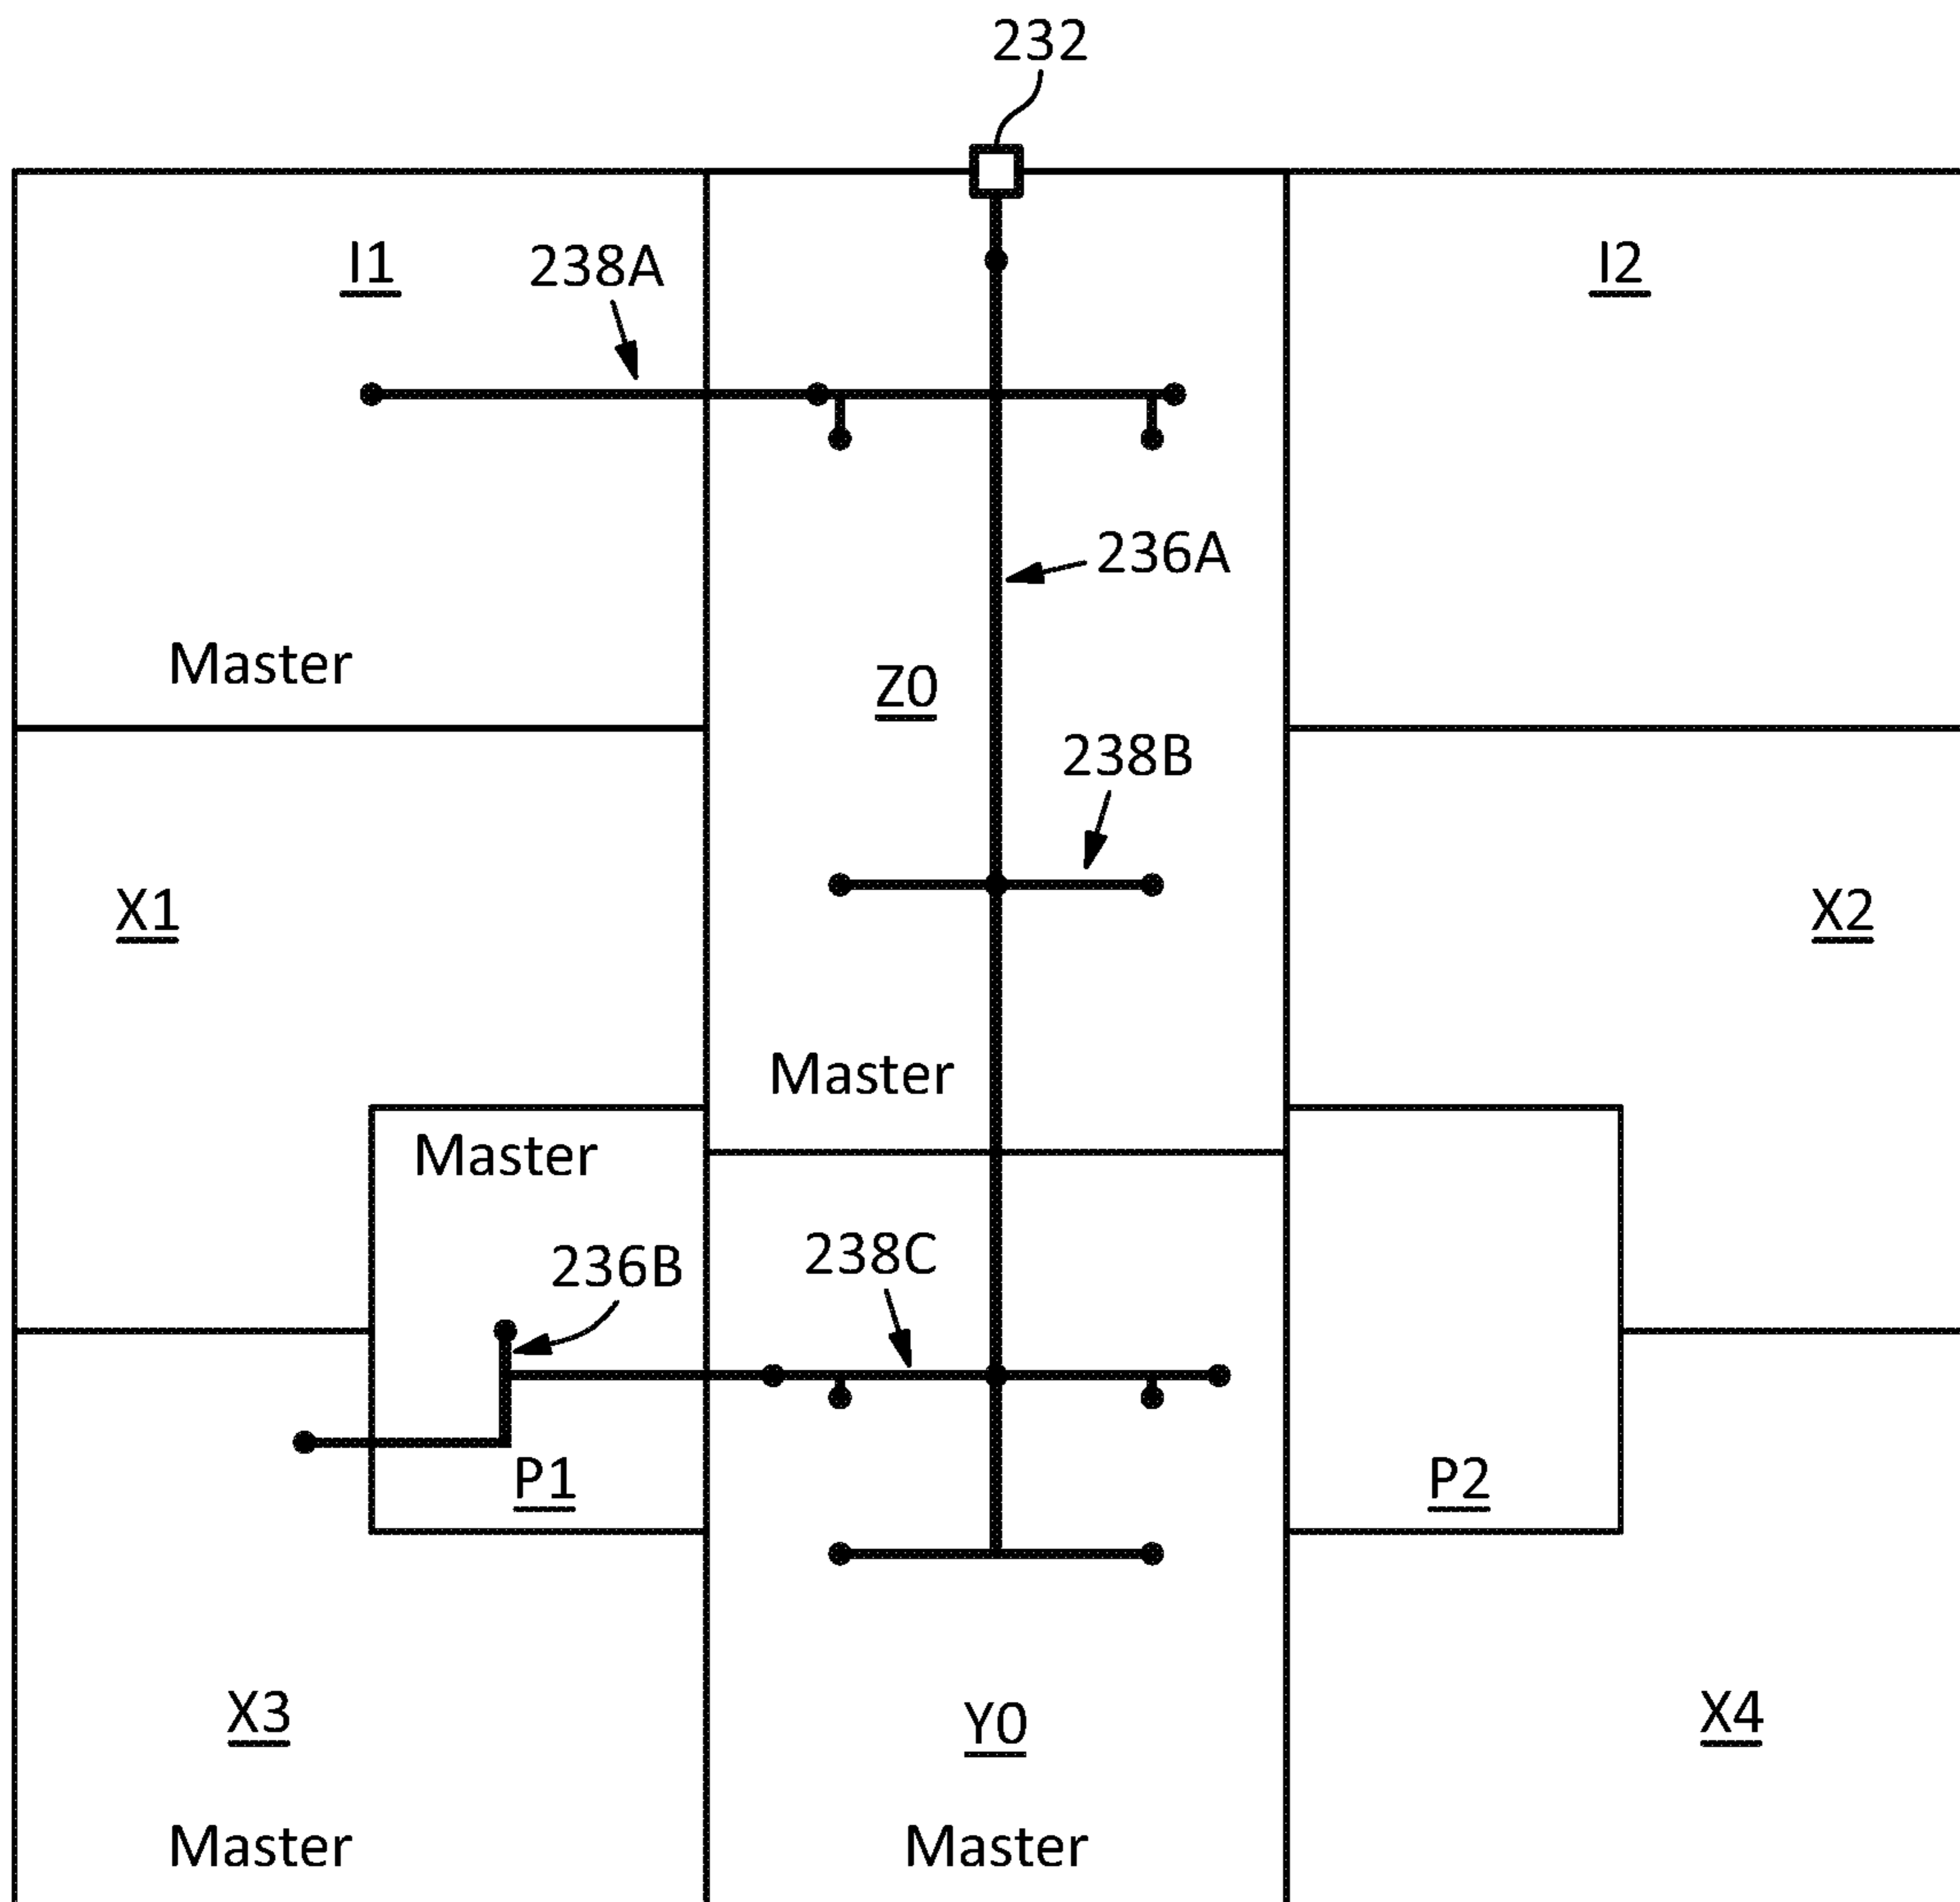 232
I1
238A
I2
236A
Master
Z0
238B
X1
X2
Master
Master
236B
238C
P1
P2
X3
Y0
X4
Master
Master